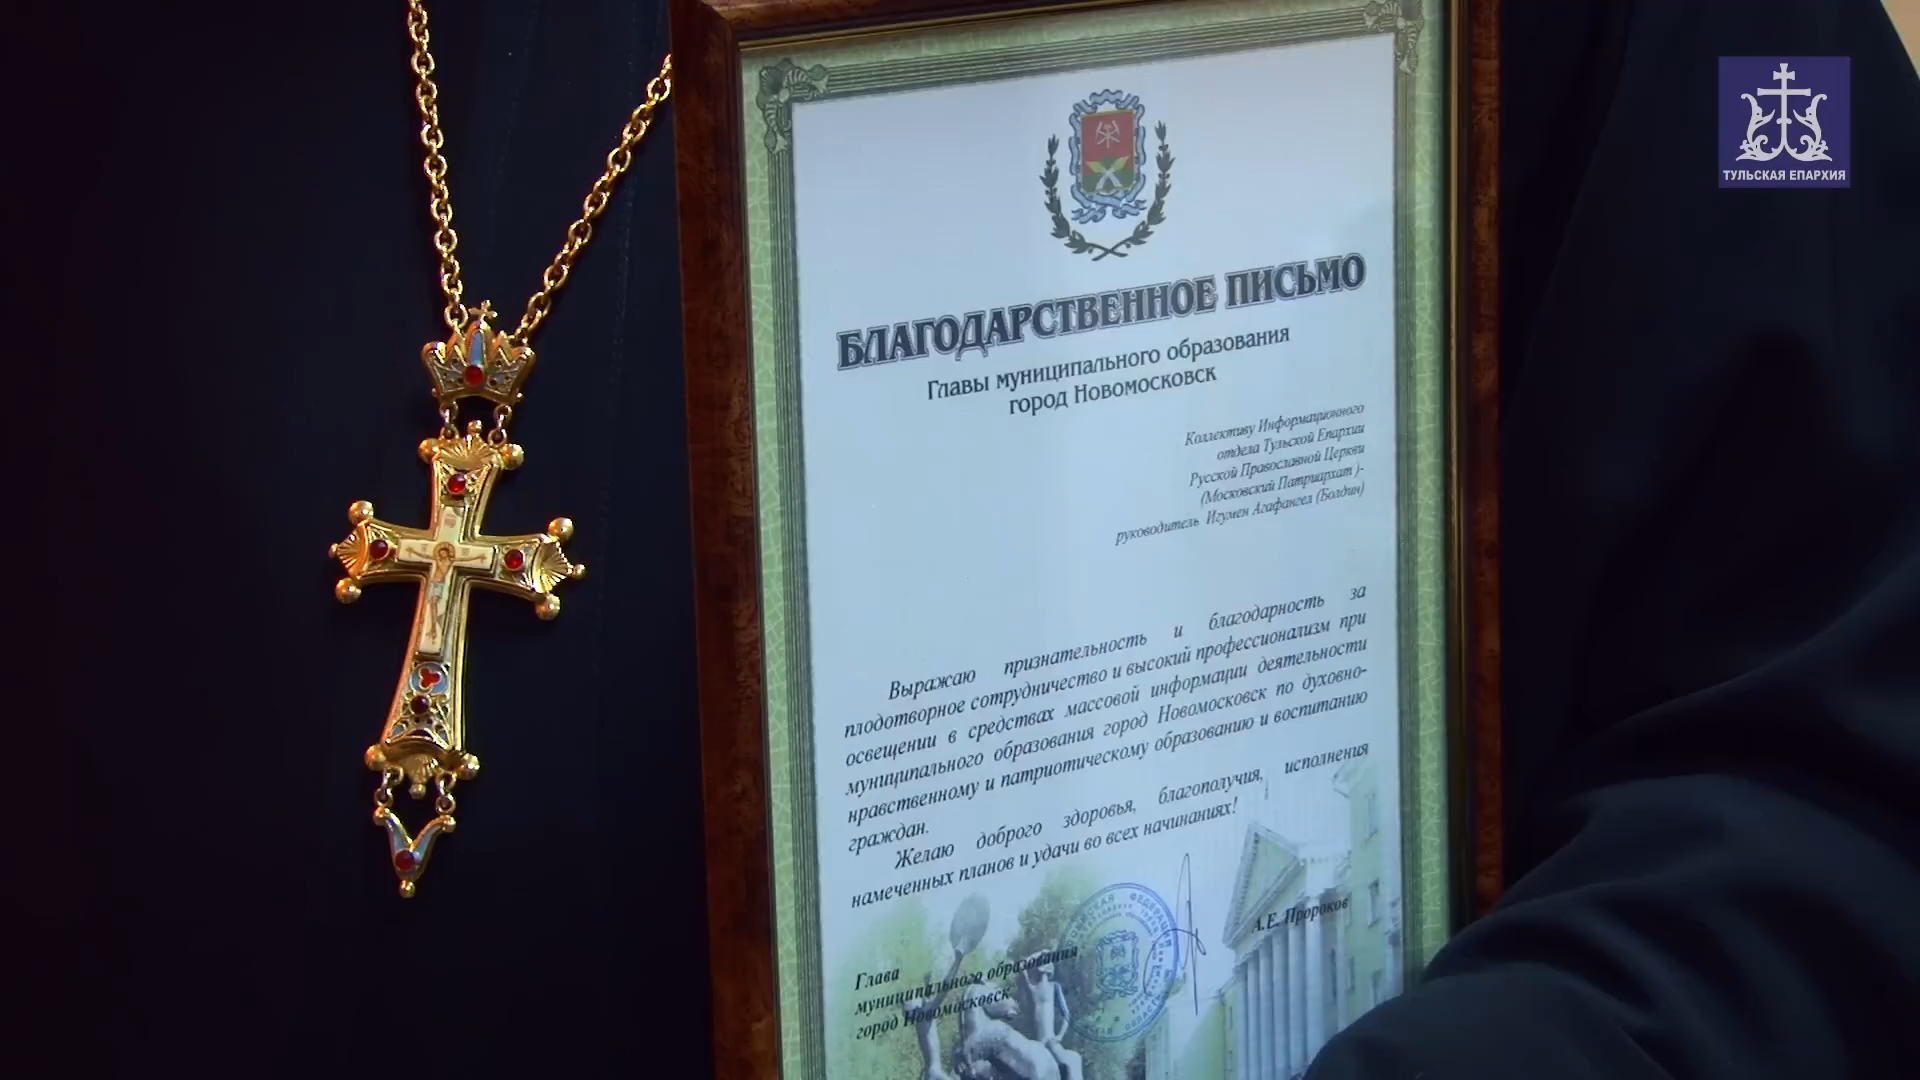 ТУЛЬСКАЯ ЕПАРХИЯ
БЛАГОДАРСТВЕННОЕ ПИСЬМО
Главы муниципального образования
город Новомосковск
Коллективу Информационного
отдела Тульской Епархии
Русской Православной Церкви
(Московский Патриархат )-
руководитель Игумен Агафангел (Болдин)
Выражаю признательность и благодарность за
плодотворное сотрудничество и высокий профессионализм при
освещении в средствах массовой информации деятельности
муниципального образования город Новомосковск по духовно-
нравственному и патриотическому образованию и воспитанию
граждан.
Желаю доброго здоровья, благополучия, исполнения
намеченных планов и удачи во всех начинаниях!
Глава
муниципального образования
город Новомосковск
А.Е. Пророков